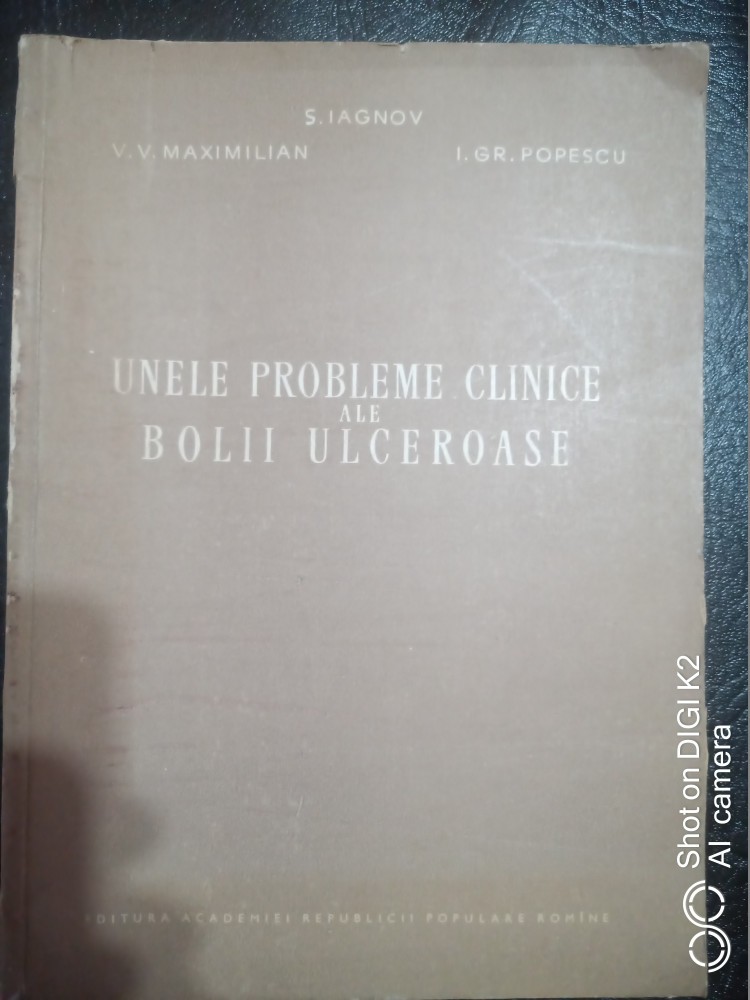 S. IAGNOV
V. V. MAXIMILIAN I. GR. POPESCU
UNELE PROBLEME CLINICE
ALE
BOLII ULCEROASE
EDITURA ACADEMIEI REPUBLICII POPULARE ROMÎNE
Shot on DIGI K2
AI camera